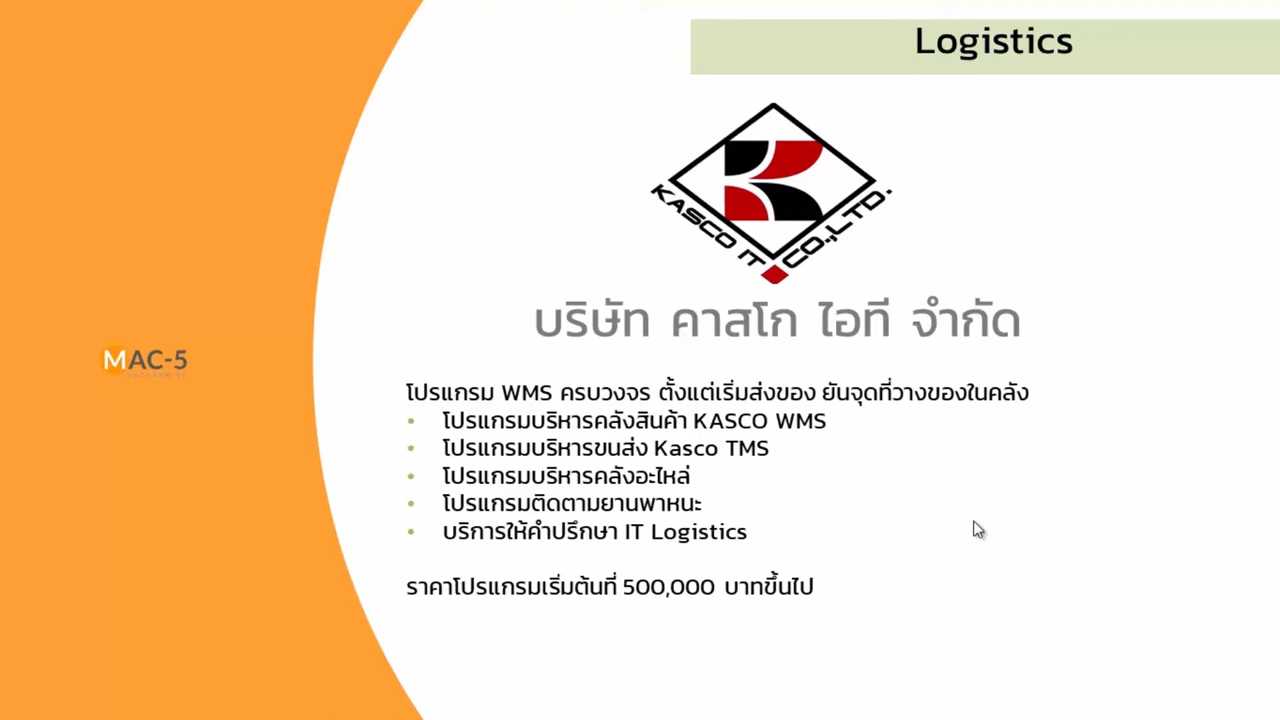 Logistics
KASCO IT CO.,LTD.
บริษัท คาสโก ไอที จำกัด
MAC-5
โปรแกรม WMS ครบวงจร ตั้งแต่เริ่มส่งของ ยันจุดที่วางของในคลัง
• โปรแกรมบริหารคลังสินค้า KASCO WMS
• โปรแกรมบริหารขนส่ง Kasco TMS
• โปรแกรมบริหารคลังอะไหล่
• โปรแกรมติดตามยานพาหนะ
• บริการให้คำปรึกษา IT Logistics
ราคาโปรแกรมเริ่มต้นที่ 500,000 บาทขึ้นไป